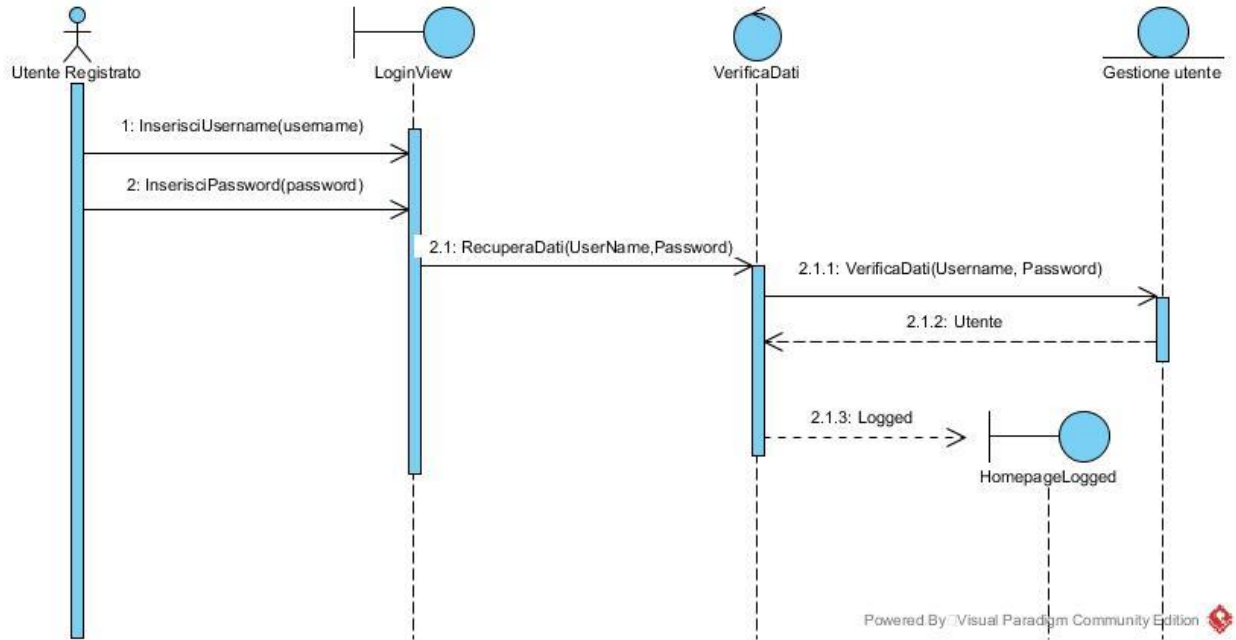 Utente Registrato
LoginView
VerificaDati
Gestione utente
1: InserisciUsername(username)
2: InserisciPassword(password)
2.1: RecuperaDati(UserName,Password)
2.1.1: VerificaDati(Username, Password)
2.1.2: Utente
2.1.3: Logged
HomepageLogged
Powered By Visual Paradigm Community Edition